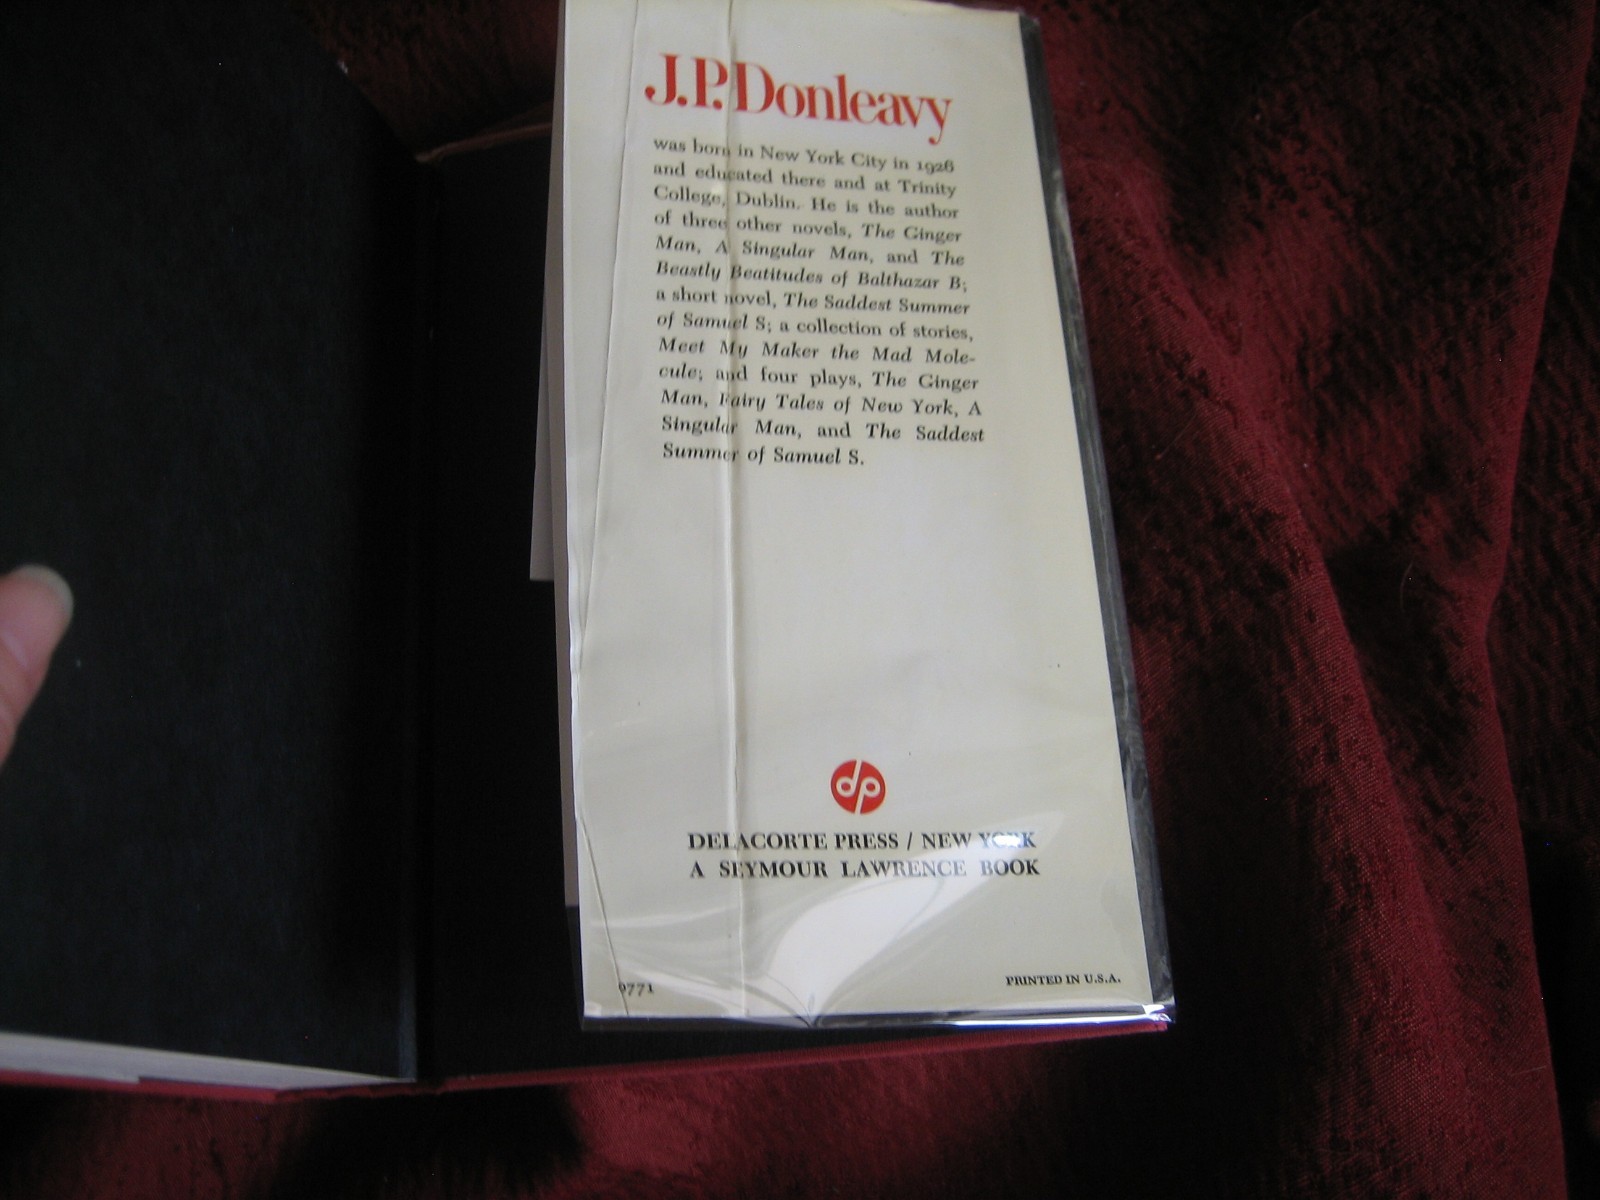 J.P. Donleavy
was born in New York City in 1926
and educated there and at Trinity
College, Dublin. He is the author
of three other novels, The Ginger
Man, A Singular Man, and The
Beastly Beatitudes of Balthazar B;
a short novel, The Saddest Summer
of Samuel S; a collection of stories,
Meet My Maker the Mad Mole-
cule; and four plays, The Ginger
Man, Fairy Tales of New York, A
Singular Man, and The Saddest
Summer of Samuel S.
dp
DELACORTE PRESS / NEW YORK
A SEYMOUR LAWRENCE BOOK
0771
PRINTED IN U.S.A.